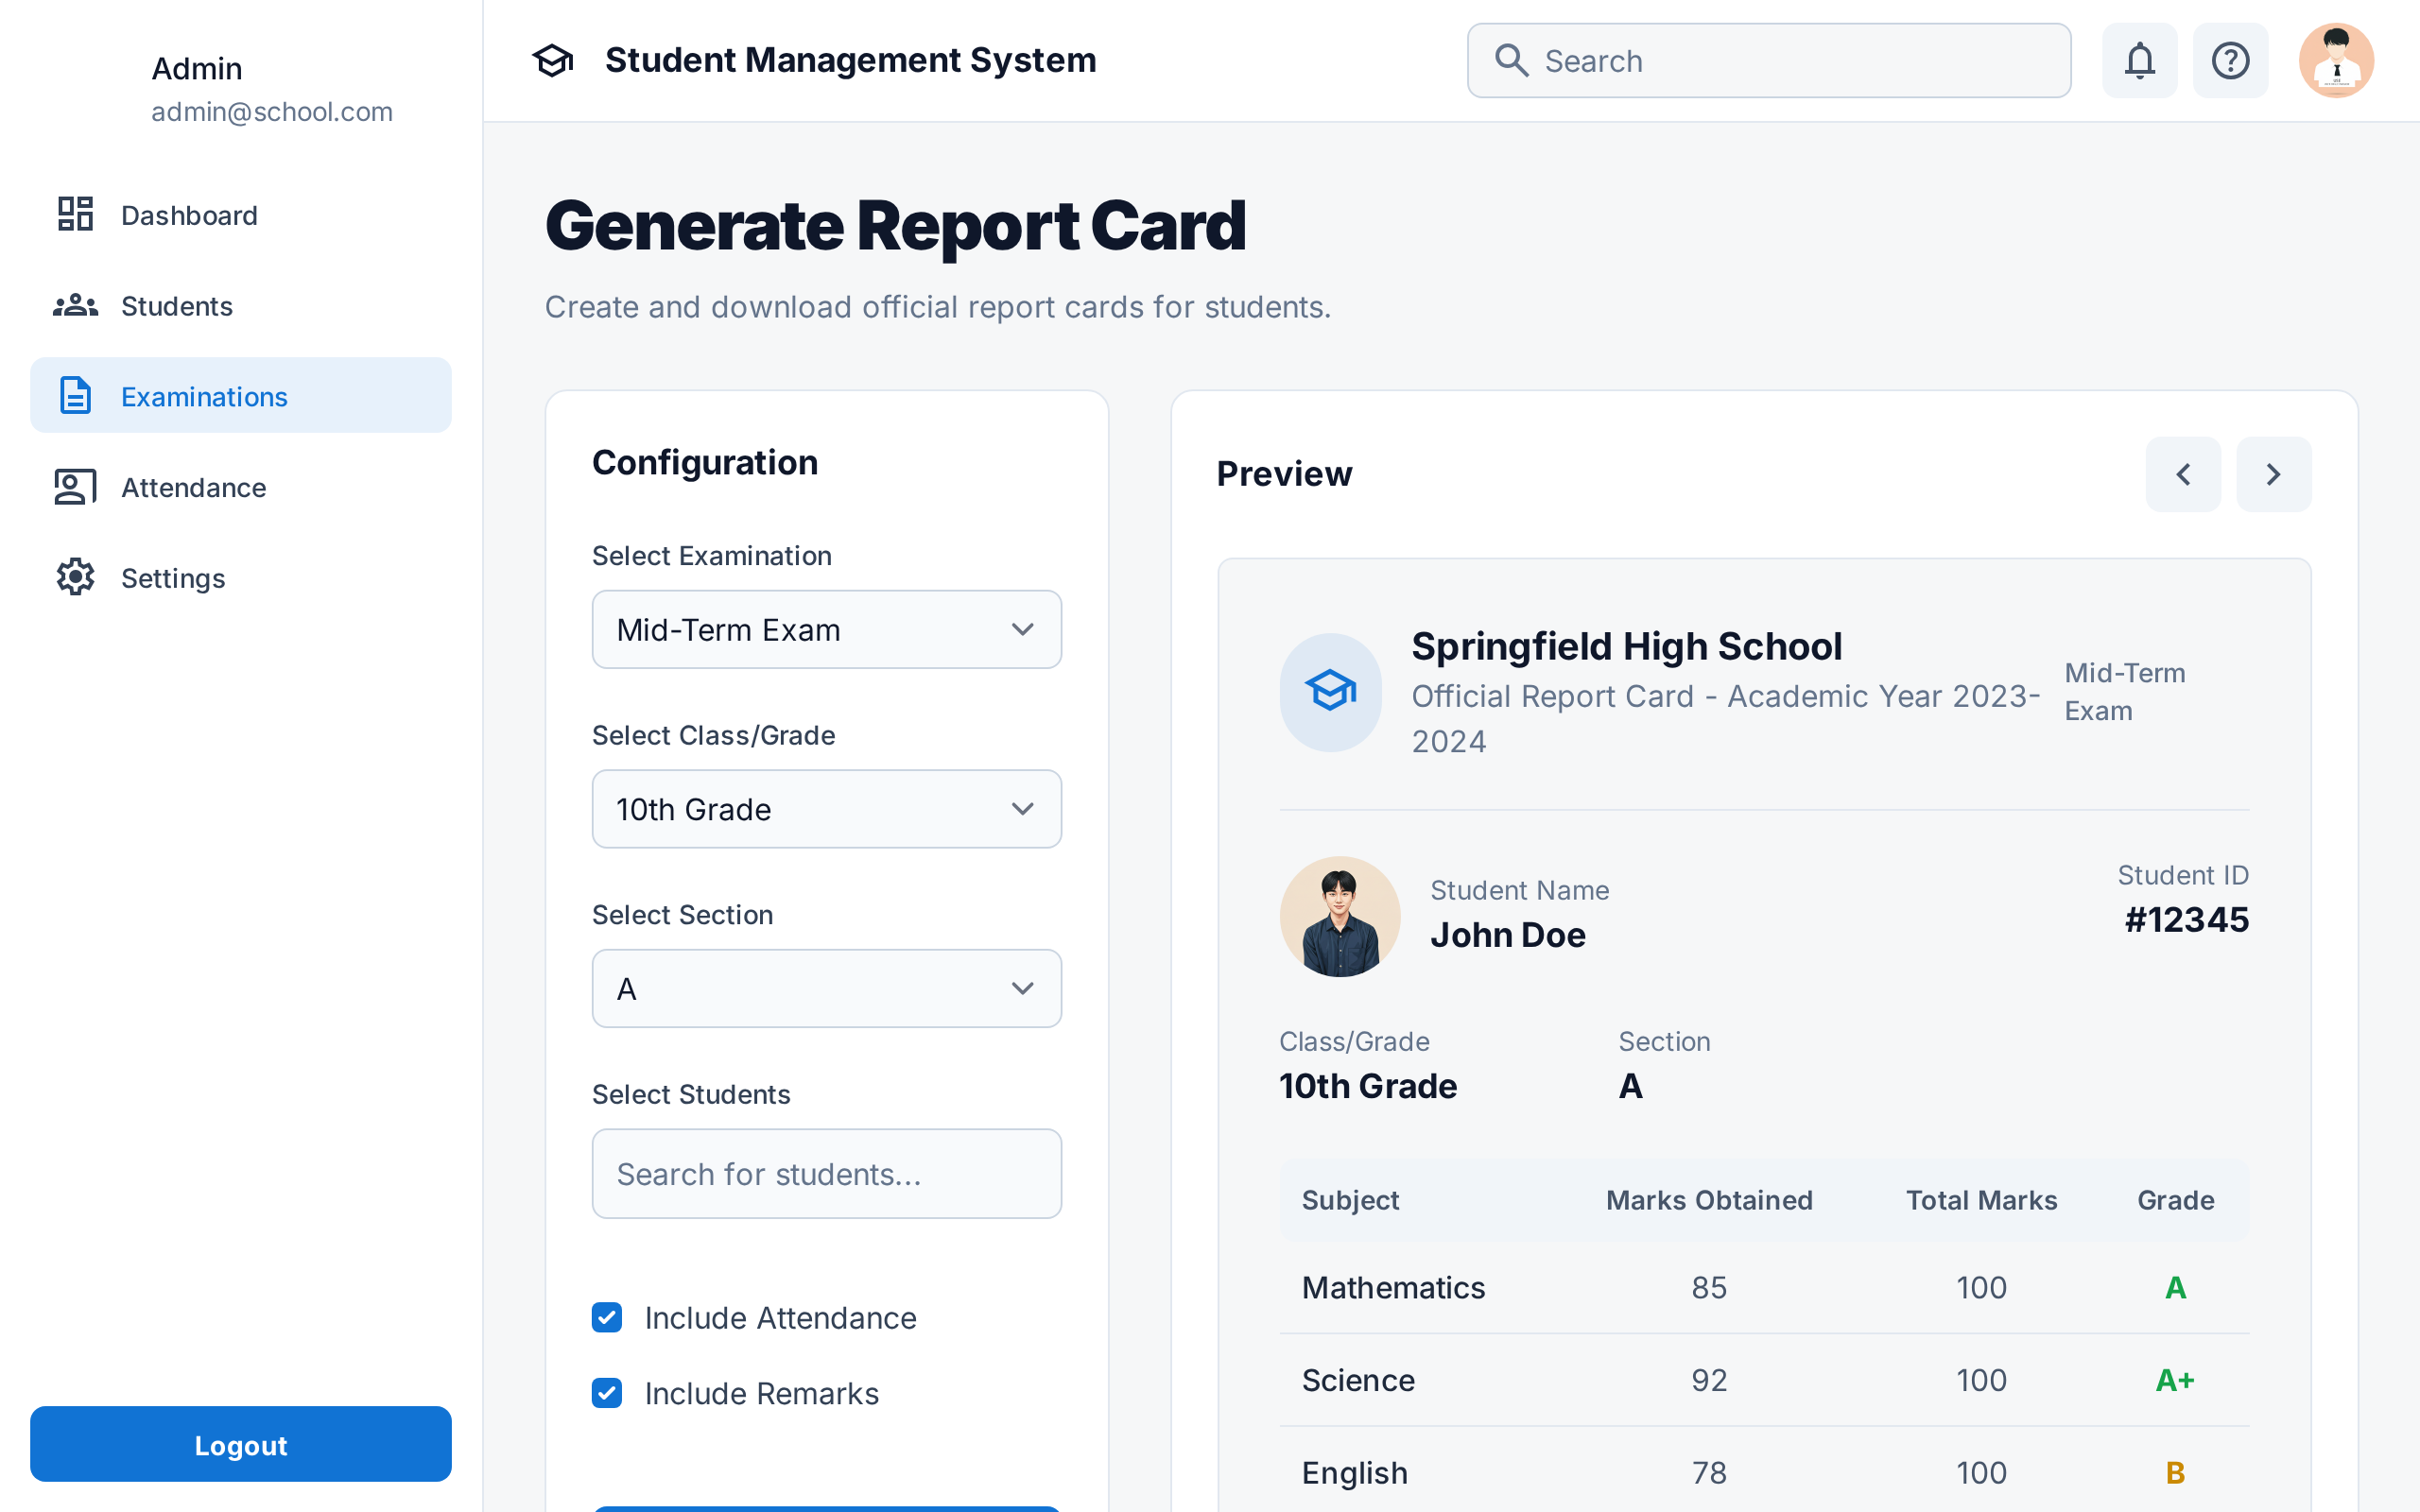 Admin
admin@school.com
Dashboard
Students
Examinations
Attendance
Settings
Logout
Student Management System
Search
Generate Report Card
Create and download official report cards for students.
Configuration
Select Examination
Mid-Term Exam
Select Class/Grade
10th Grade
Select Section
A
Select Students
Search for students...
Include Attendance
Include Remarks
Preview
Springfield High School
Official Report Card - Academic Year 2023-
2024
Mid-Term
Exam
Student Name
John Doe
Student ID
#12345
Class/Grade
10th Grade
Section
A
Subject Marks Obtained Total Marks Grade
Mathematics 85 100 A
Science 92 100 A+
English 78 100 B